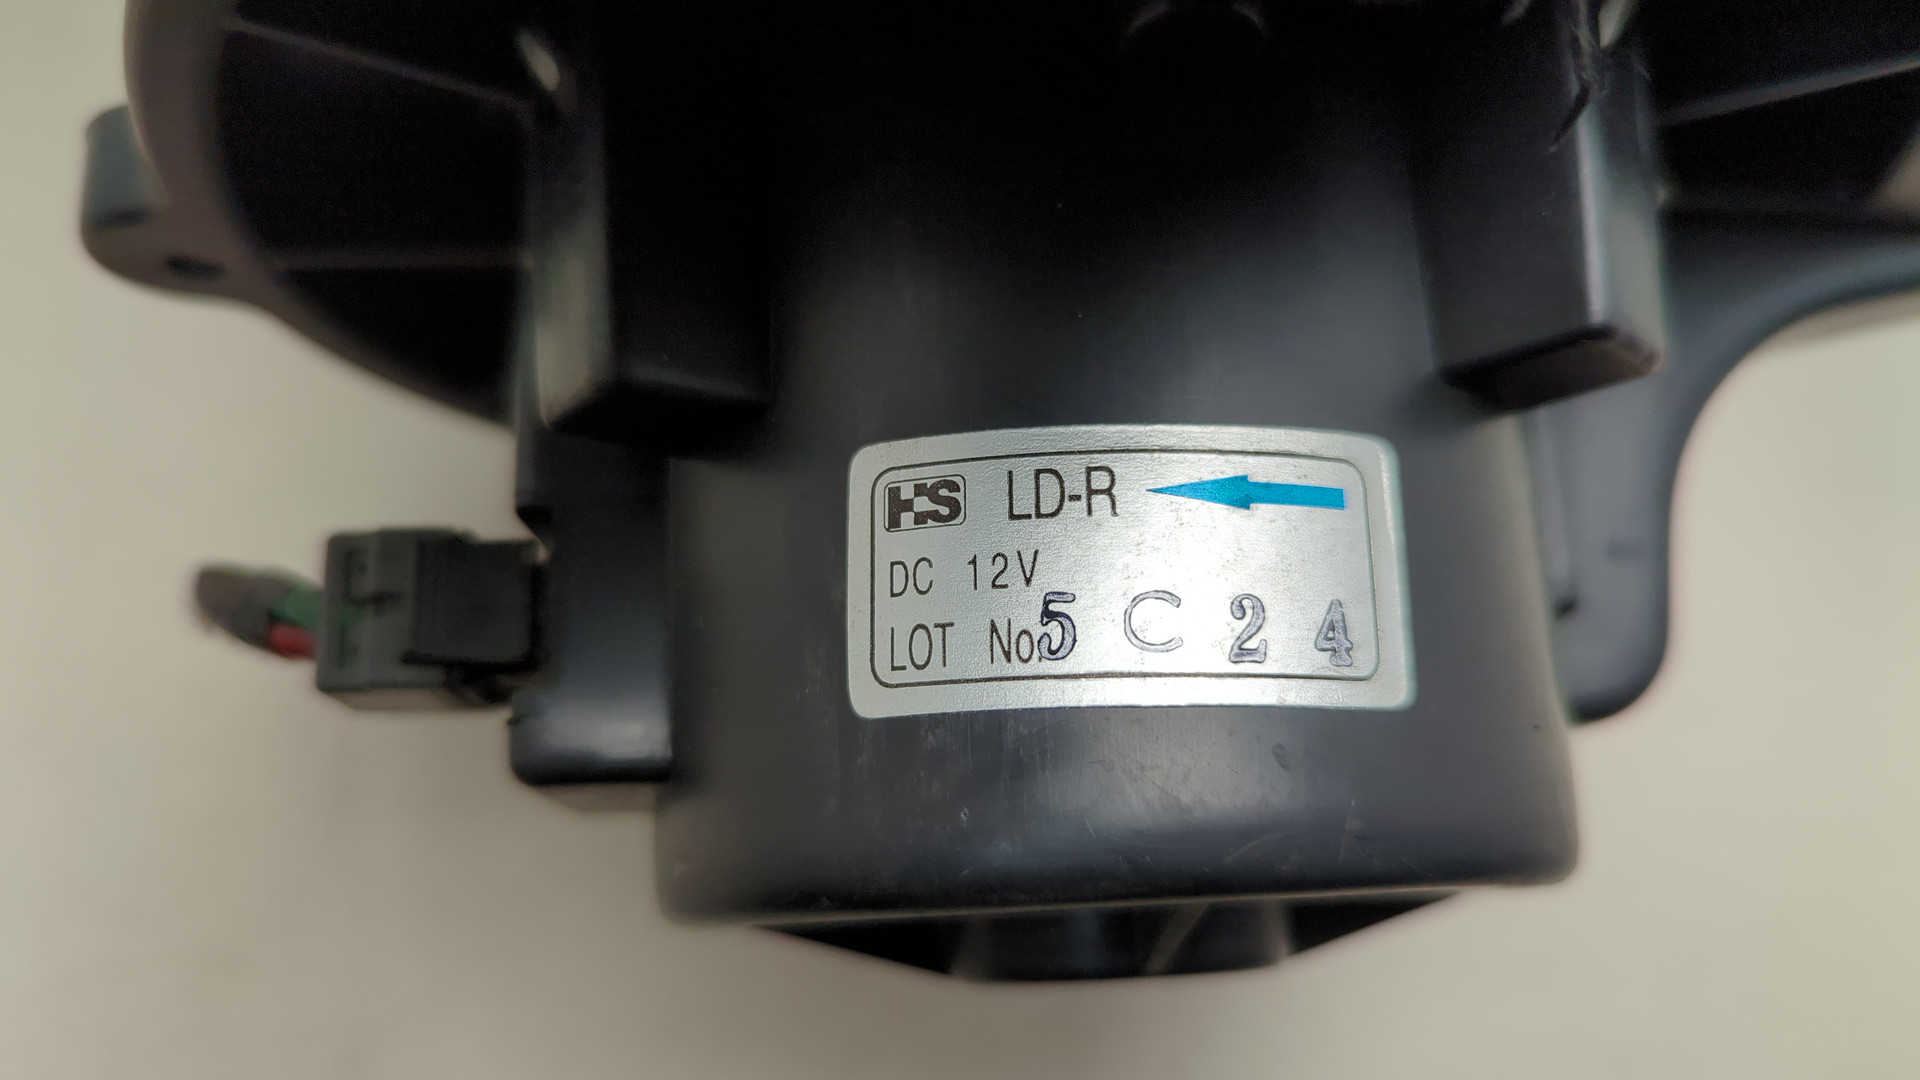 HS LD-R
DC 12V
LOT No. 5 C 2 4